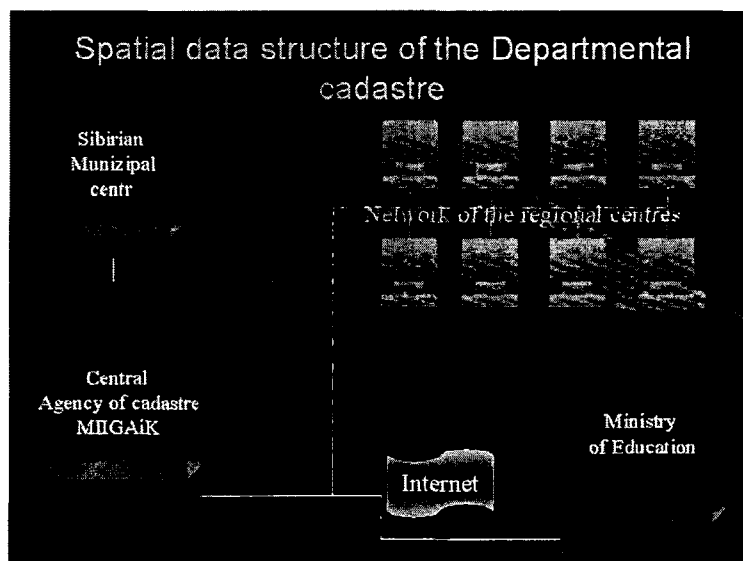 Spatial data structure of the Departmental
cadastre
Sibirian
Munizipal
centr
Network of the regional centres
Central
Agency of cadastre
MIIGAiK
Ministry
of Education
Internet